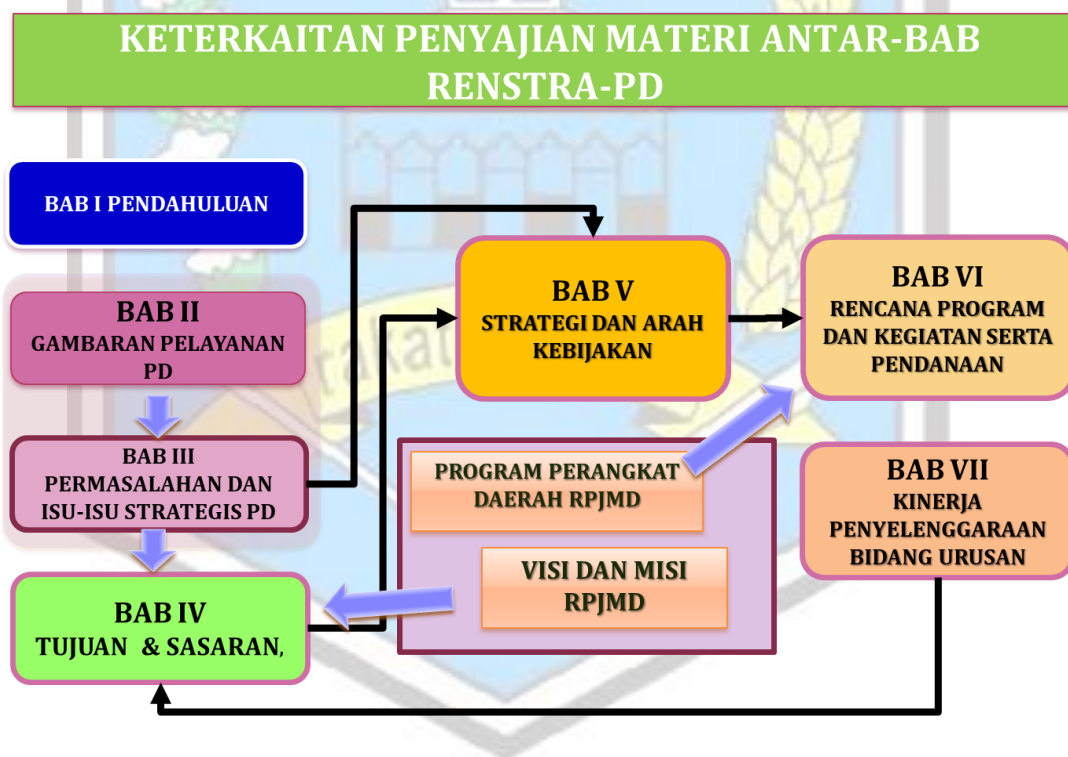 KETERKAITAN PENYAJIAN MATERI ANTAR-BAB
RENSTRA-PD
BAB I PENDAHULUAN
BAB II
GAMBARAN PELAYANAN
PD
BAB III
PERMASALAHAN DAN
ISU-ISU STRATEGIS PD
BAB IV
TUJUAN & SASARAN,
BAB V
STRATEGI DAN ARAH
KEBIJAKAN
PROGRAM PERANGKAT
DAERAH RPJMD
VISI DAN MISI
RPJMD
BAB VI
RENCANA PROGRAM
DAN KEGIATAN SERTA
PENDANAAN
BAB VII
KINERJA
PENYELENGGARAAN
BIDANG URUSAN